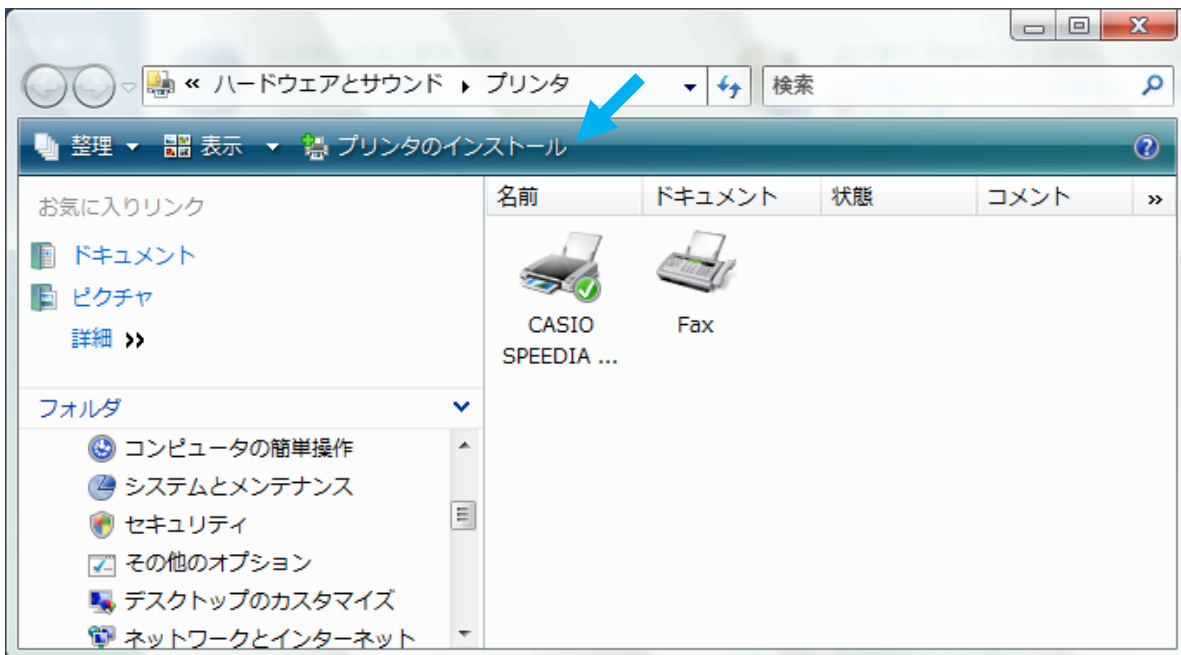 « ハードウェアとサウンド ▸ プリンタ
検索
整理 ▼ 表示 ▼ プリンタのインストール
お気に入りリンク
ドキュメント
ピクチャ
詳細 »
フォルダ
コンピュータの簡単操作
システムとメンテナンス
セキュリティ
その他のオプション
デスクトップのカスタマイズ
ネットワークとインターネット
名前 ドキュメント 状態 コメント »
CASIO
SPEEDIA ...
Fax